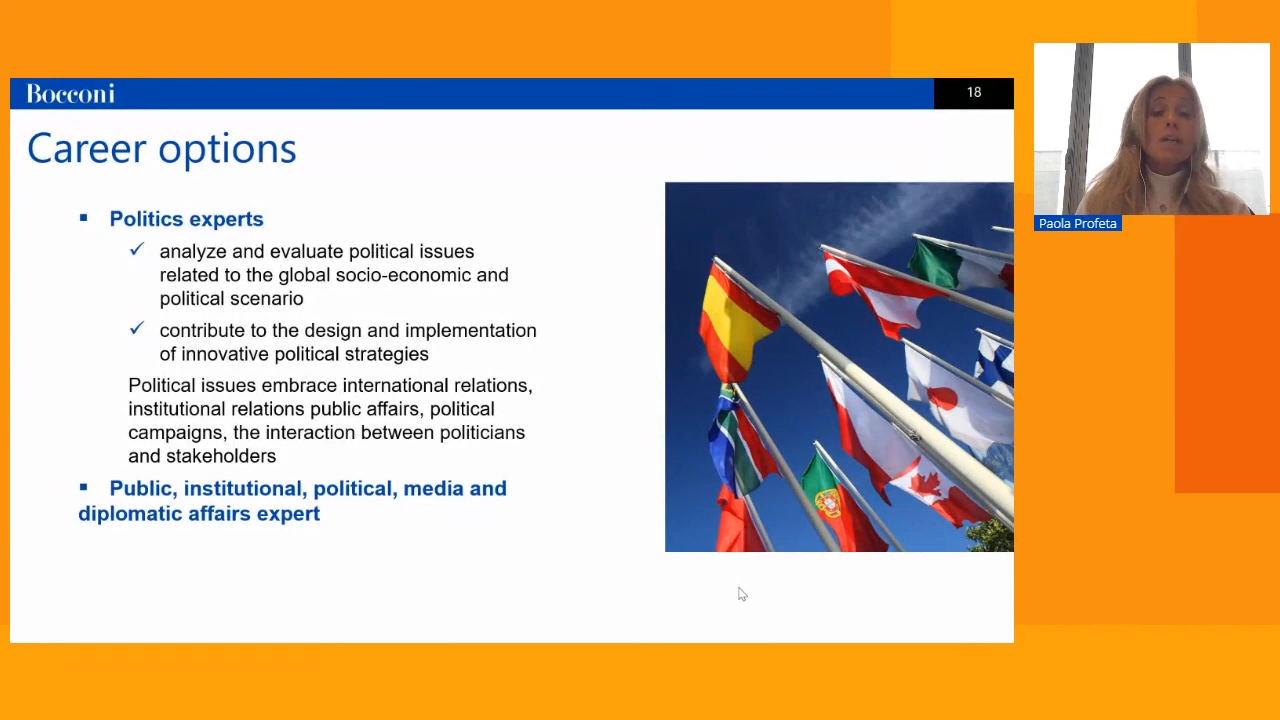 Bocconi
18
Career options
▪ Politics experts
✓ analyze and evaluate political issues
related to the global socio-economic and
political scenario
✓ contribute to the design and implementation
of innovative political strategies
Political issues embrace international relations,
institutional relations public affairs, political
campaigns, the interaction between politicians
and stakeholders
▪ Public, institutional, political, media and
diplomatic affairs expert
Paola Profeta